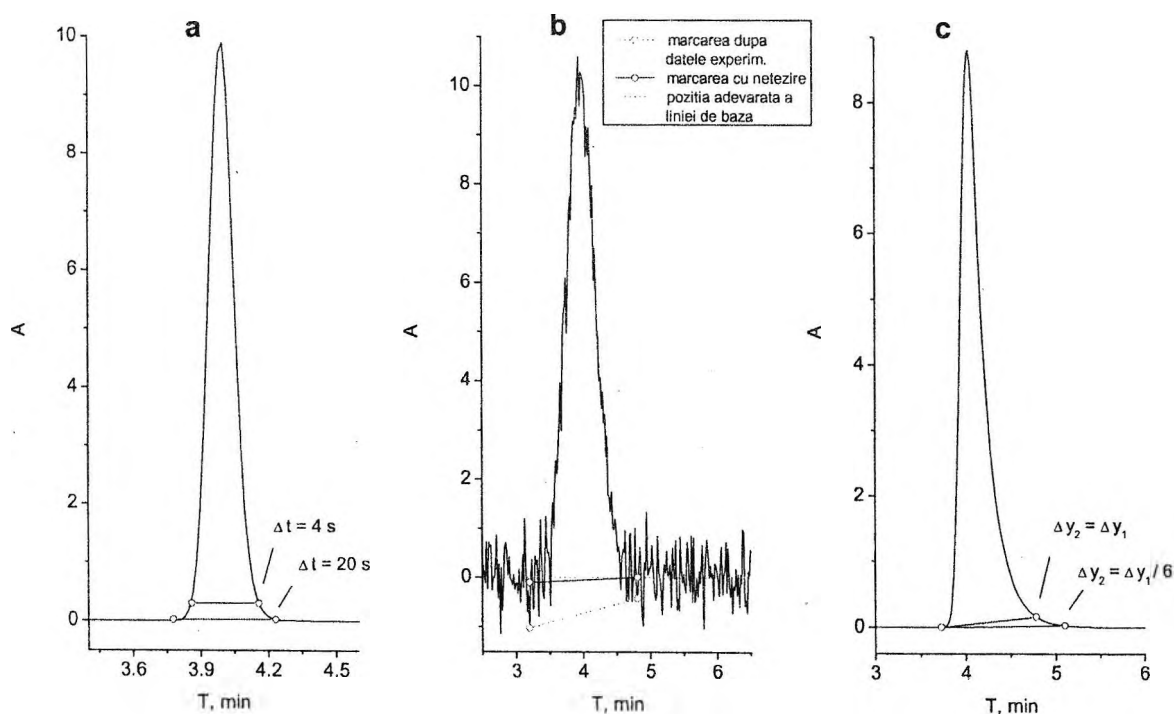 a
10
8
6
4
2
0
A
Δt = 4 s
Δt = 20 s
3.6 3.9 4.2 4.5
T, min
b
marcarea dupa
datele experim.
marcarea cu netezire
pozitia adevarata a
liniei de baza
10
8
6
4
2
0
A
3 4 5 6
T, min
c
8
6
4
2
0
A
Δy₂ = Δy₁
Δy₂ = Δy₁/6
3 4 5 6
T, min